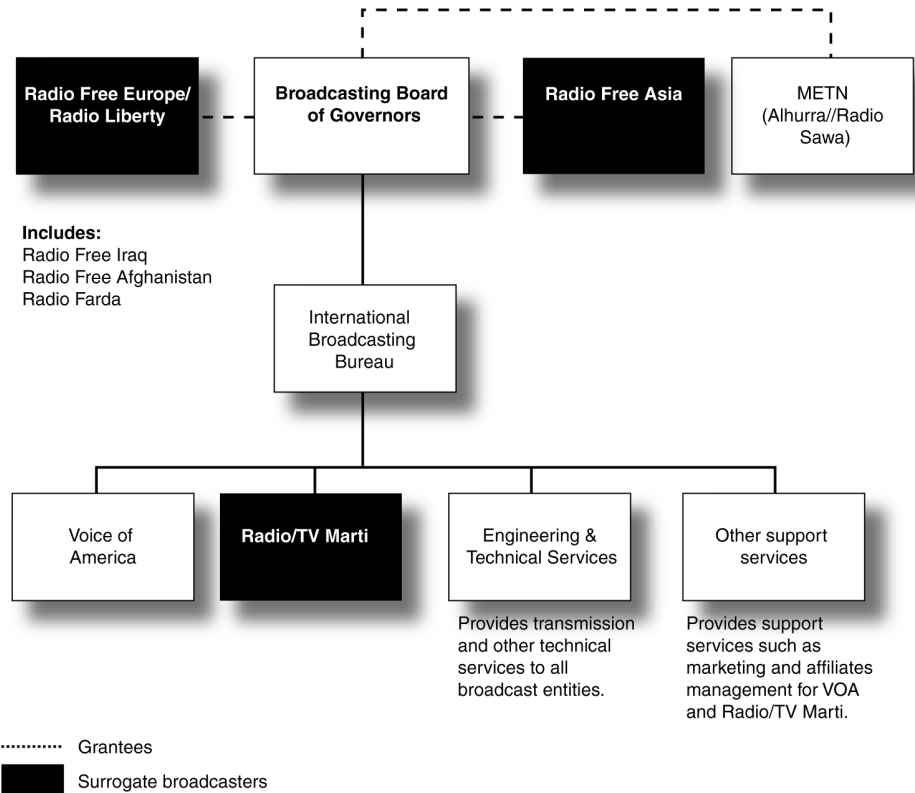 Radio Free Europe/
Radio Liberty
Broadcasting Board
of Governors
Radio Free Asia
METN
(Alhurra//Radio
Sawa)
Includes:
Radio Free Iraq
Radio Free Afghanistan
Radio Farda
International
Broadcasting
Bureau
Voice of
America
Radio/TV Marti
Engineering &
Technical Services
Other support
services
Provides transmission
and other technical
services to all
broadcast entities.
Provides support
services such as
marketing and affiliates
management for VOA
and Radio/TV Marti.
Grantees
Surrogate broadcasters